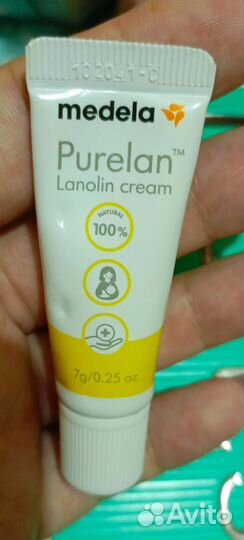 medela
Purelan™
Lanolin cream
NATURAL
100%
7g/0.25 oz
Avito